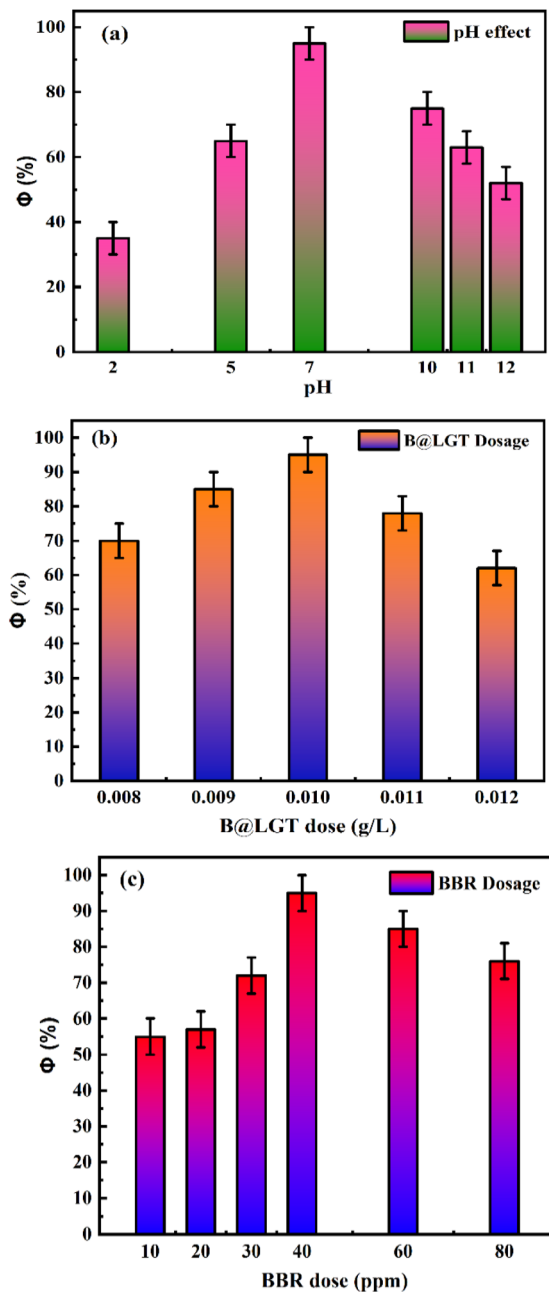 (a)
pH effect
100
80
60
40
20
0
Φ (%)
2 5 7 10 11 12
pH
(b)
B@LGT Dosage
100
90
80
70
60
50
40
30
20
10
0
Φ (%)
0.008 0.009 0.010 0.011 0.012
B@LGT dose (g/L)
(c)
BBR Dosage
100
90
80
70
60
50
40
30
20
10
0
Φ (%)
10 20 30 40 60 80
BBR dose (ppm)